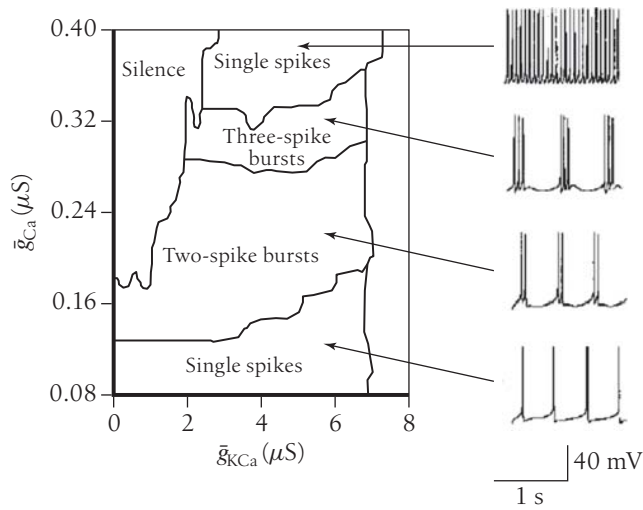 0.40
0.32
0.24
0.16
0.08
ḡCa (μS)
Silence
Single spikes
Three-spike
bursts
Two-spike bursts
Single spikes
0 2 4 6 8
ḡKCa (μS)
40 mV
1 s